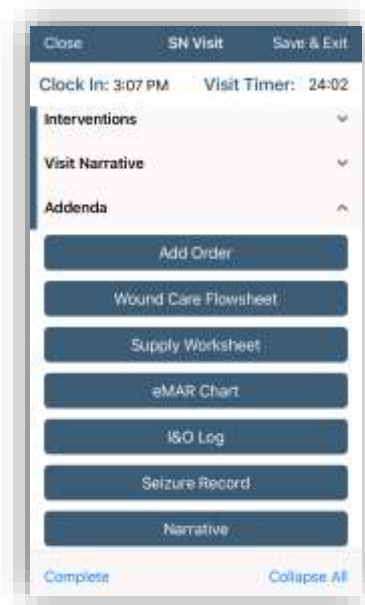 Close SN Visit Save & Exit
Clock In: 3:07 PM Visit Timer: 24:02
Interventions
Visit Narrative
Addenda
Add Order
Wound Care Flowsheet
Supply Worksheet
eMAR Chart
I&O Log
Seizure Record
Narrative
Complete Collapse All